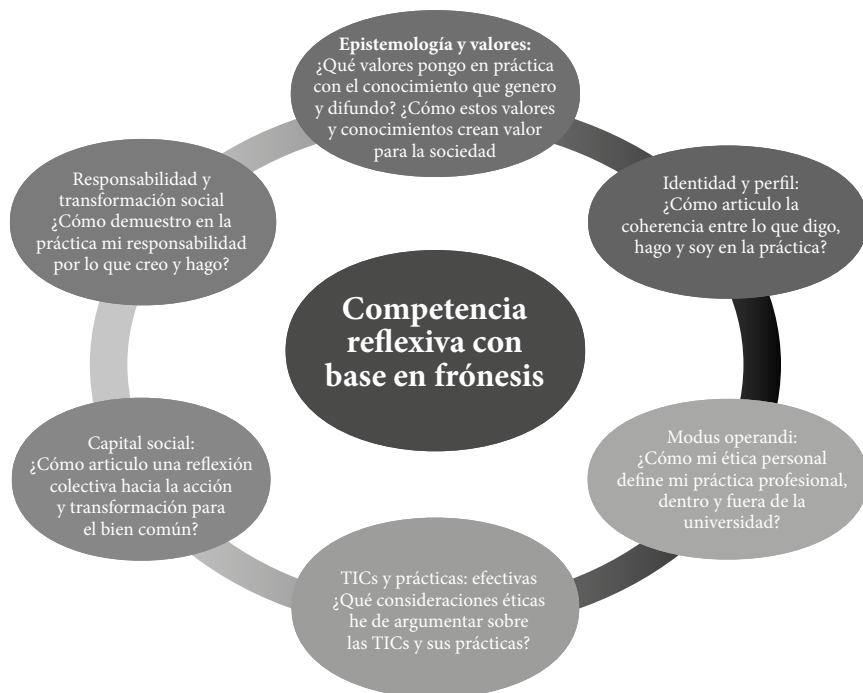 Epistemología y valores:
¿Qué valores pongo en práctica
con el conocimiento que genero
y difundo? ¿Cómo estos valores
y conocimientos crean valor
para la sociedad
Identidad y perfil:
¿Cómo articulo la
coherencia entre lo que digo,
hago y soy en la práctica?
Modus operandi:
¿Cómo mi ética personal
define mi práctica profesional,
dentro y fuera de la
universidad?
TICs y prácticas: efectivas
¿Qué consideraciones éticas
he de argumentar sobre
las TICs y sus prácticas?
Capital social:
¿Cómo articulo una reflexión
colectiva hacia la acción
y transformación para
el bien común?
Responsabilidad y
transformación social
¿Cómo demuestro en la
práctica mi responsabilidad
por lo que creo y hago?
Competencia
reflexiva con
base en frónesis